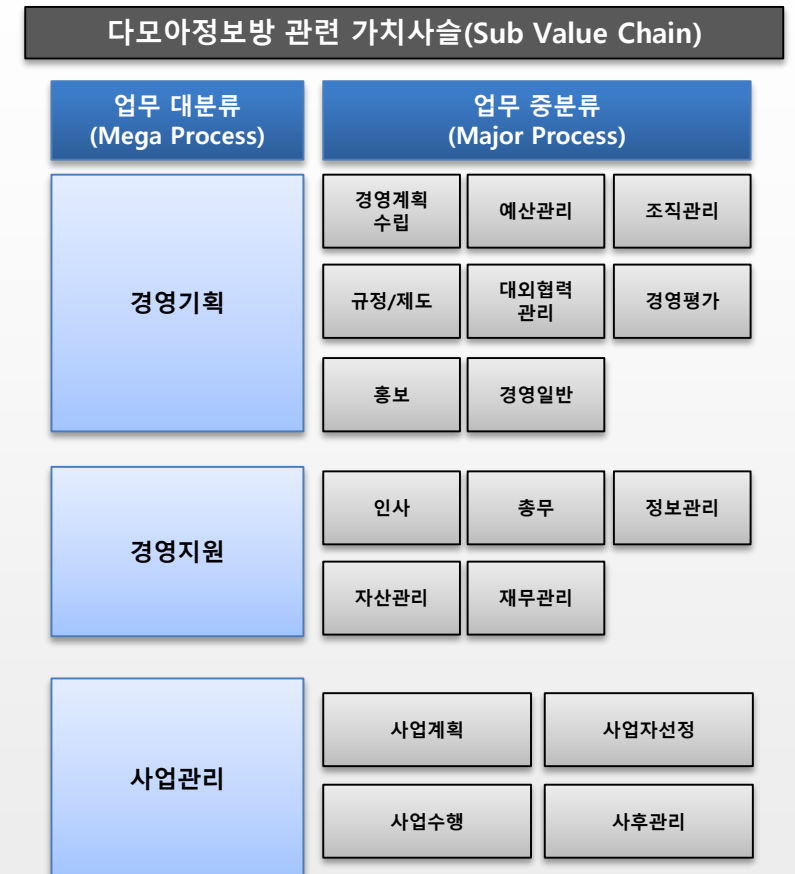 다모아정보방 관련 가치사슬(Sub Value Chain)
업무 대분류
(Mega Process)
업무 중분류
(Major Process)
경영기획
경영계획
수립
예산관리
조직관리
규정/제도
대외협력
관리
경영평가
홍보
경영일반
경영지원
인사
총무
정보관리
자산관리
재무관리
사업관리
사업계획
사업자선정
사업수행
사후관리